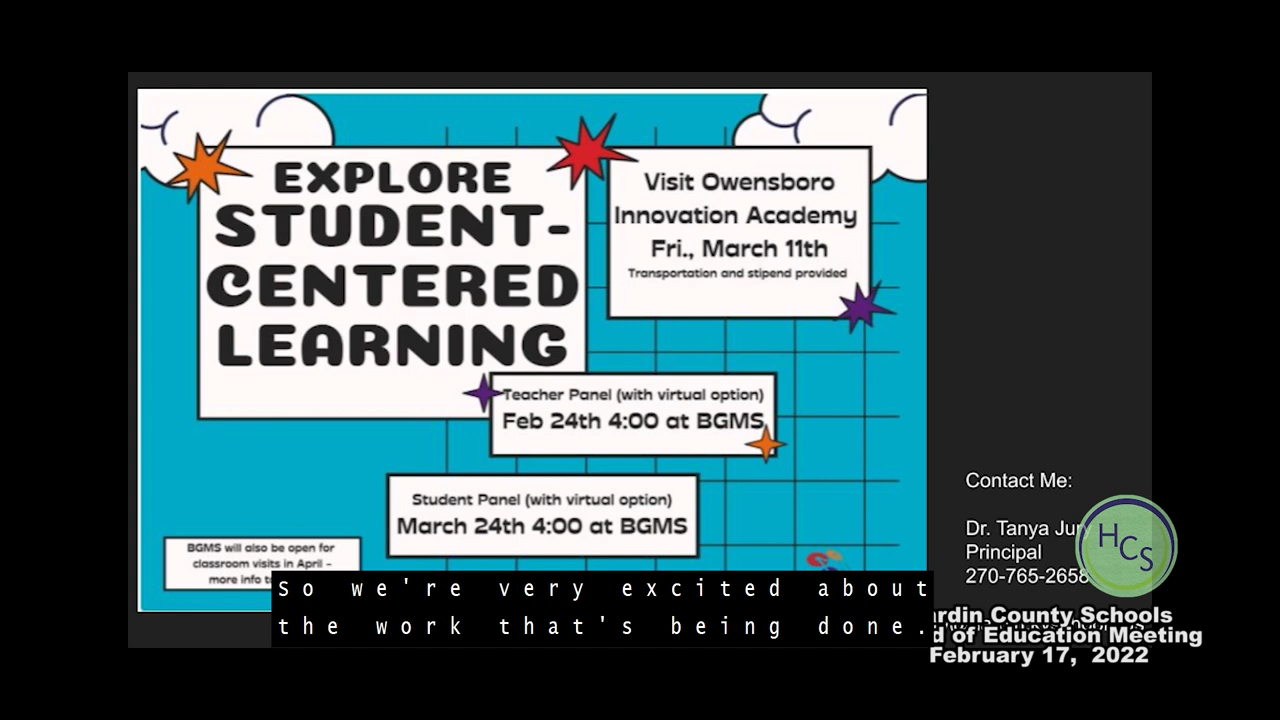 EXPLORE
STUDENT-
CENTERED
LEARNING
Visit Owensboro
Innovation Academy
Fri., March 11th
Transportation and stipend provided
Teacher Panel (with virtual option)
Feb 24th 4:00 at BGMS
Student Panel (with virtual option)
March 24th 4:00 at BGMS
BGMS will also be open for
classroom visits in April -
more info
Contact Me:
Dr. Tanya
Principal
270-765-2658
HCS
County Schools
of Education Meeting
February 17, 2022
So we're very excited about
the work that's being done.